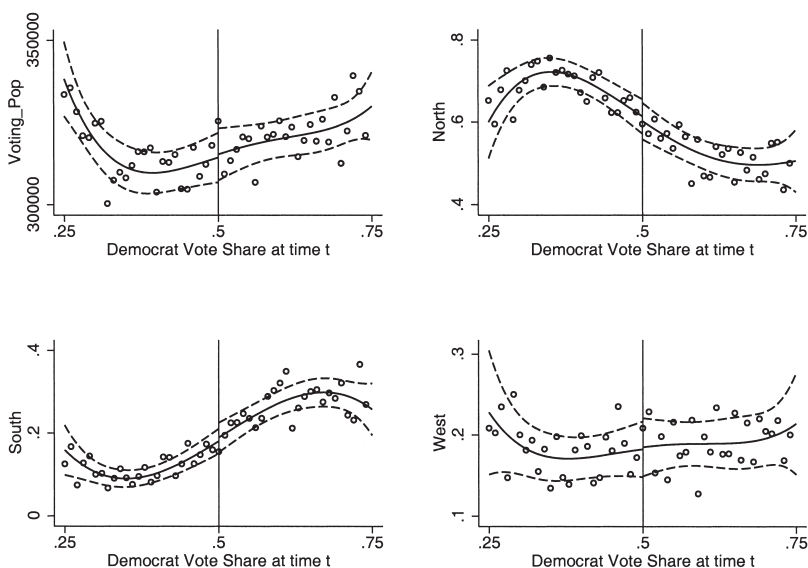 350000
300000
Voting_Pop
.25 .5 .75
Democrat Vote Share at time t
.8
.6
.4
North
.25 .5 .75
Democrat Vote Share at time t
.4
.2
0
South
.25 .5 .75
Democrat Vote Share at time t
.3
.2
.1
West
.25 .5 .75
Democrat Vote Share at time t